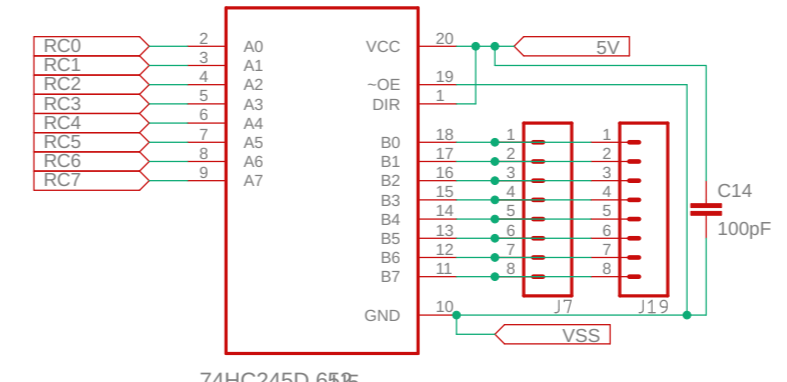 RC0 2 A0 VCC 20 5V
RC1 3 A1
RC2 4 A2 ~OE 19
RC3 5 A3 DIR 1
RC4 6 A4
RC5 7 A5 B0 18 1 1
RC6 8 A6 B1 17 2 2
RC7 9 A7 B2 16 3 3
C14
B3 15 4 4
B4 14 5 5
100pF
B5 13 6 6
B6 12 7 7
B7 11 8 8
GND 10 J7 J19
VSS
74HC245D